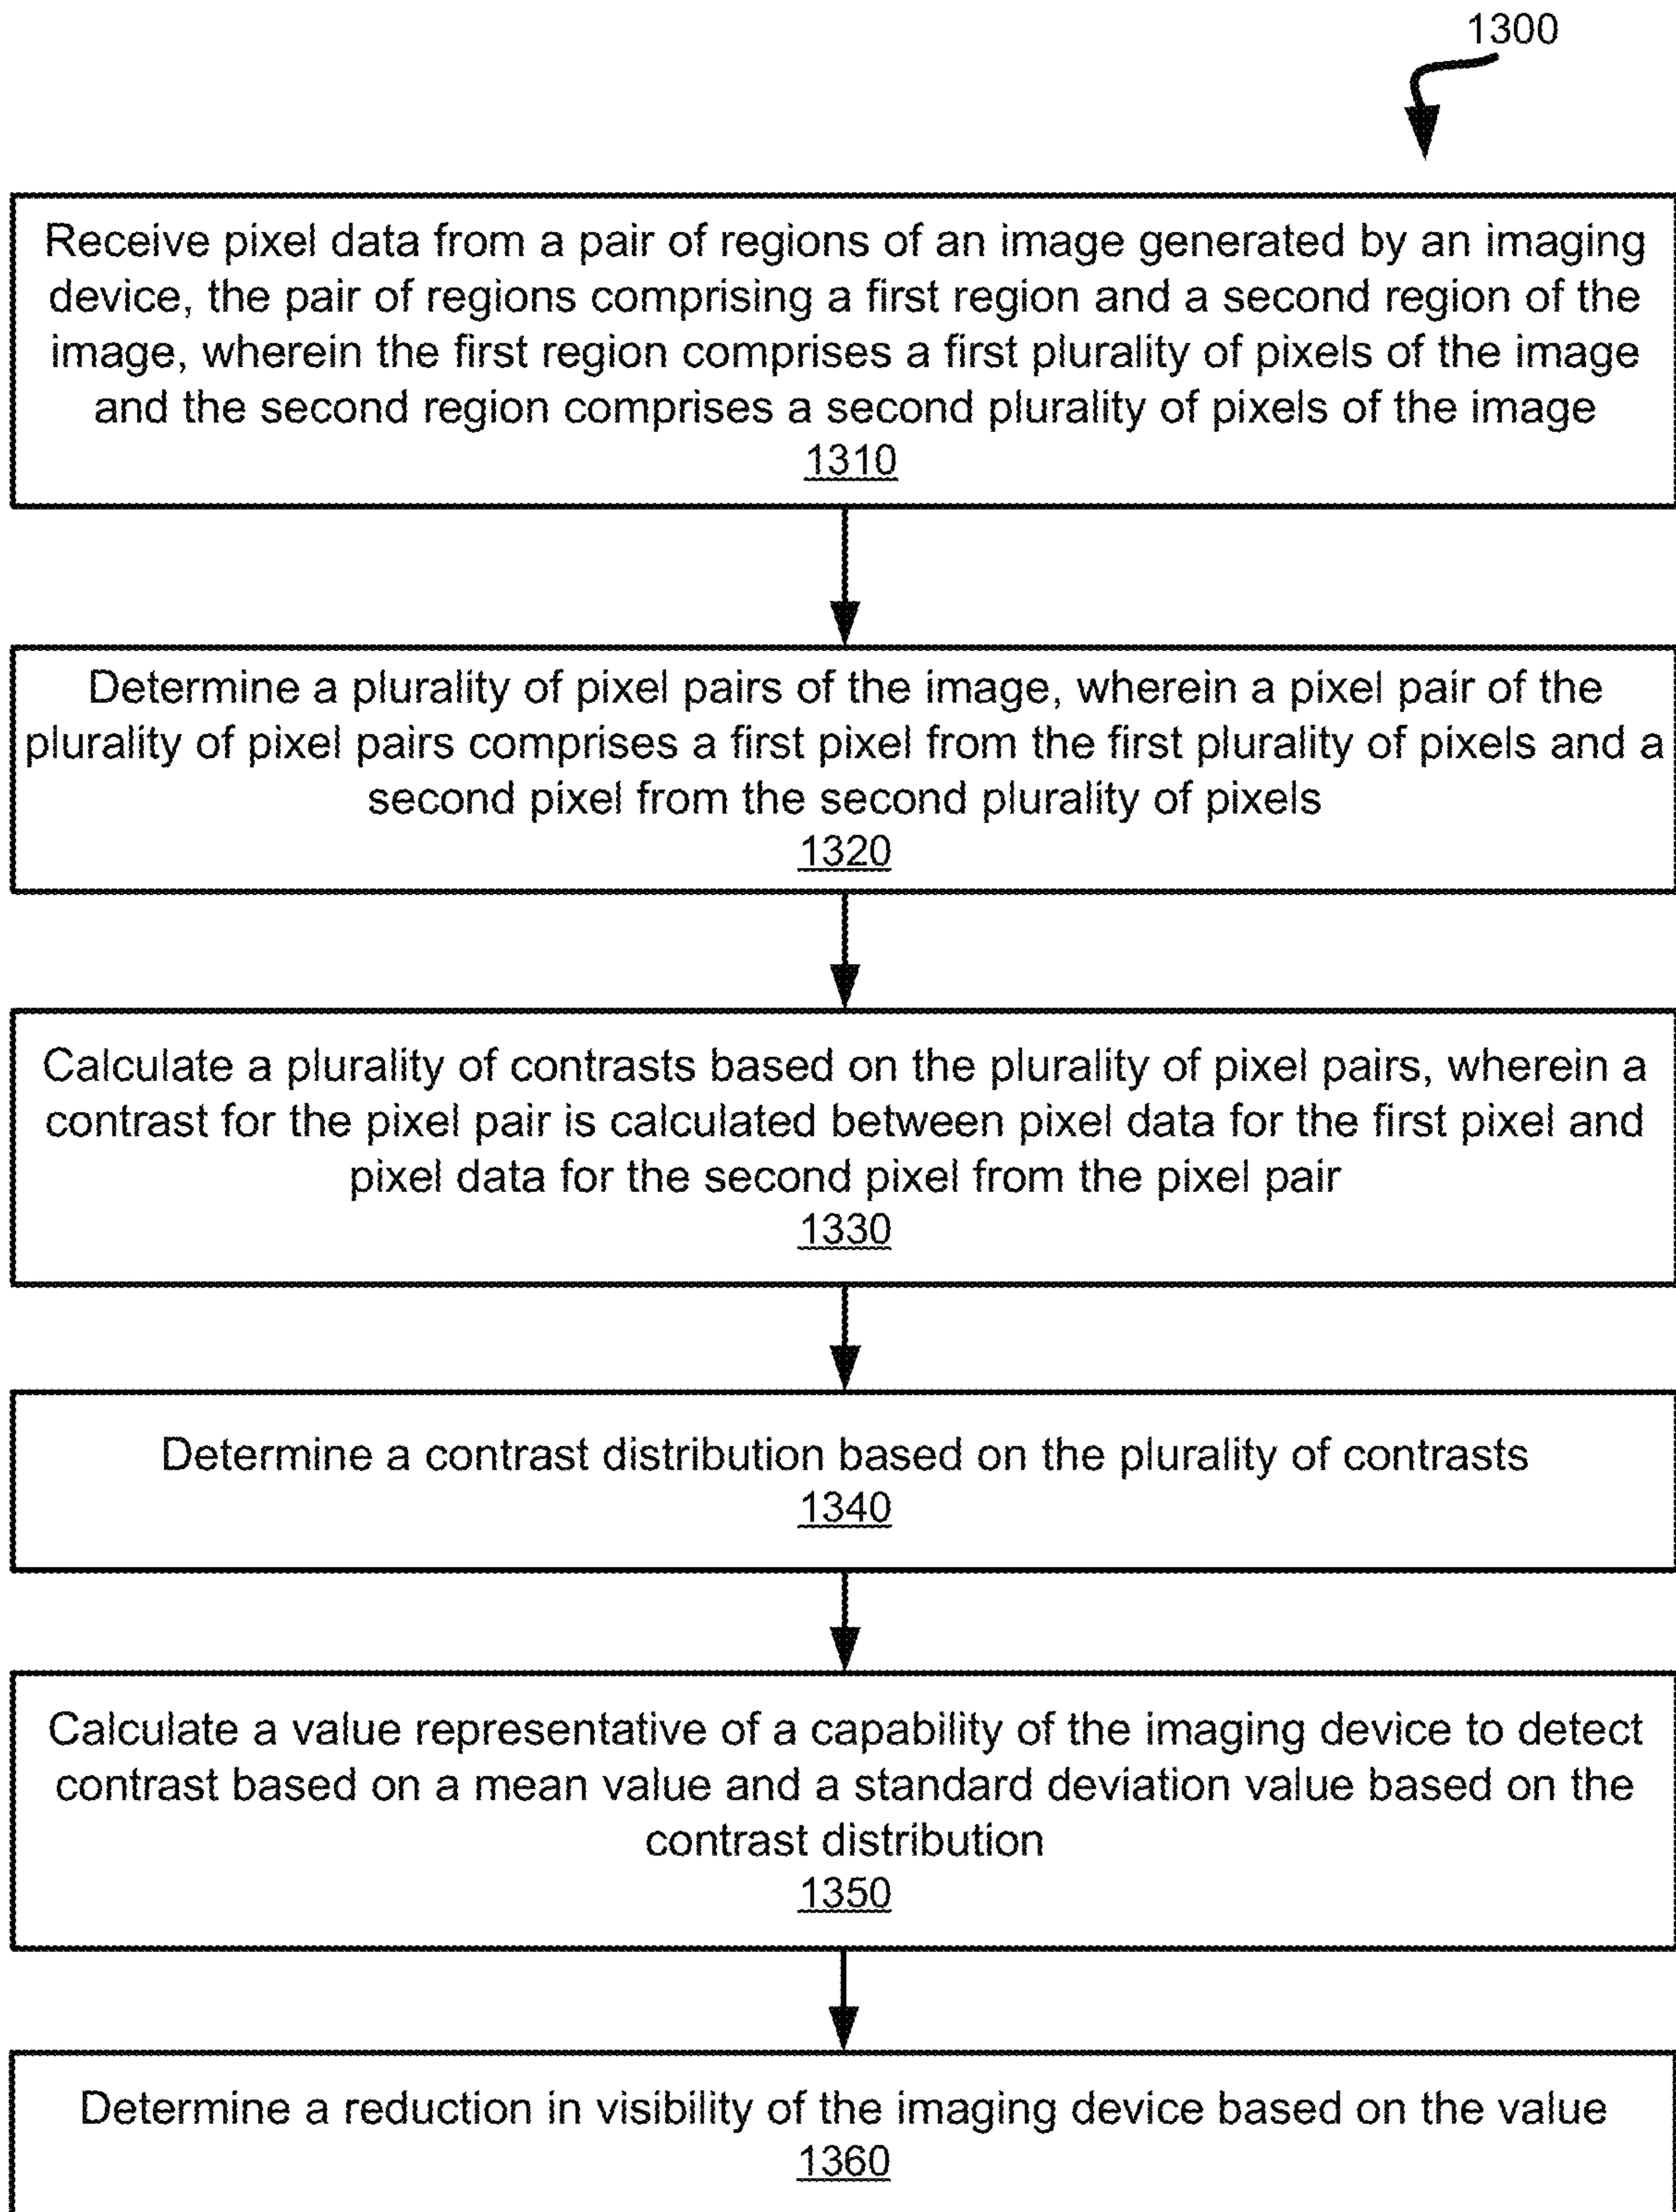 1300
Receive pixel data from a pair of regions of an image generated by an imaging
device, the pair of regions comprising a first region and a second region of the
image, wherein the first region comprises a first plurality of pixels of the image
and the second region comprises a second plurality of pixels of the image
1310
Determine a plurality of pixel pairs of the image, wherein a pixel pair of the
plurality of pixel pairs comprises a first pixel from the first plurality of pixels and a
second pixel from the second plurality of pixels
1320
Calculate a plurality of contrasts based on the plurality of pixel pairs, wherein a
contrast for the pixel pair is calculated between pixel data for the first pixel and
pixel data for the second pixel from the pixel pair
1330
Determine a contrast distribution based on the plurality of contrasts
1340
Calculate a value representative of a capability of the imaging device to detect
contrast based on a mean value and a standard deviation value based on the
contrast distribution
1350
Determine a reduction in visibility of the imaging device based on the value
1360